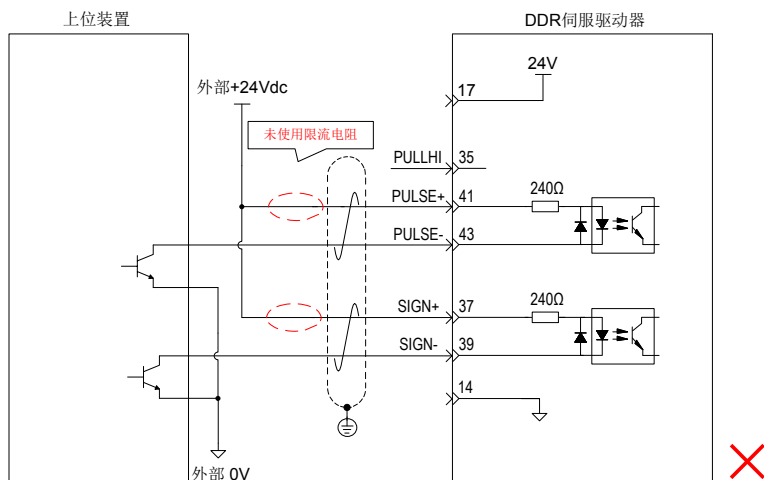 上位装置
DDR伺服驱动器
24V
外部+24Vdc
17
未使用限流电阻
PULLHI 35
PULSE+ 41 240Ω
PULSE- 43
SIGN+ 37 240Ω
SIGN- 39
14
外部 0V